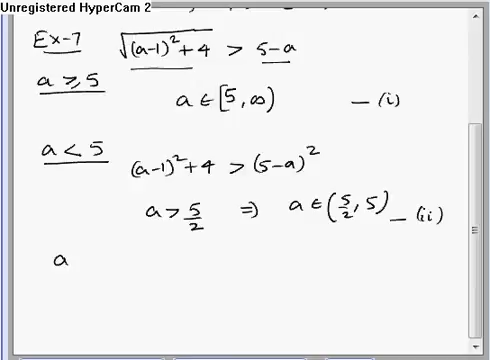 Unregistered HyperCam 2
Ex-7 √((a-1)²+4) > 5-a
a ≥ 5
a ∈ [5, ∞) — (i)
a < 5
(a-1)²+4 > (5-a)²
a > 5/2 ⇒ a ∈ (5/2, 5) — (ii)
a